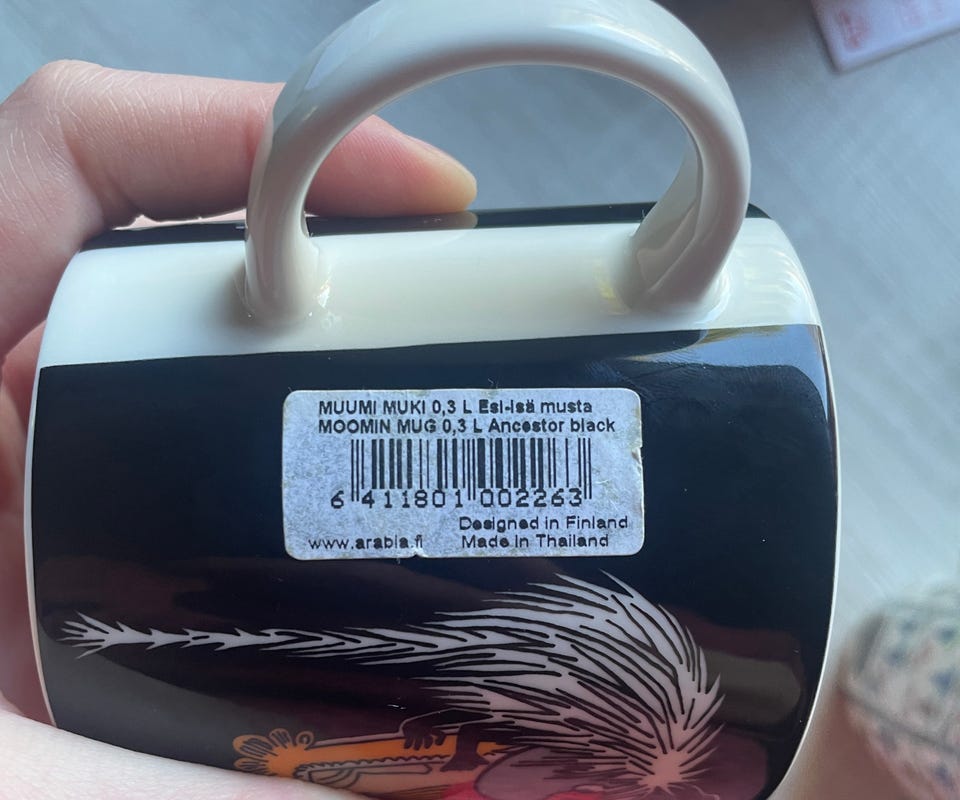 MUUMI MUKI 0,3 L Esi-isä musta
MOOMIN MUG 0,3 L Ancestor black
6 411801 002263
Designed in Finland
www.arabia.fi Made in Thailand